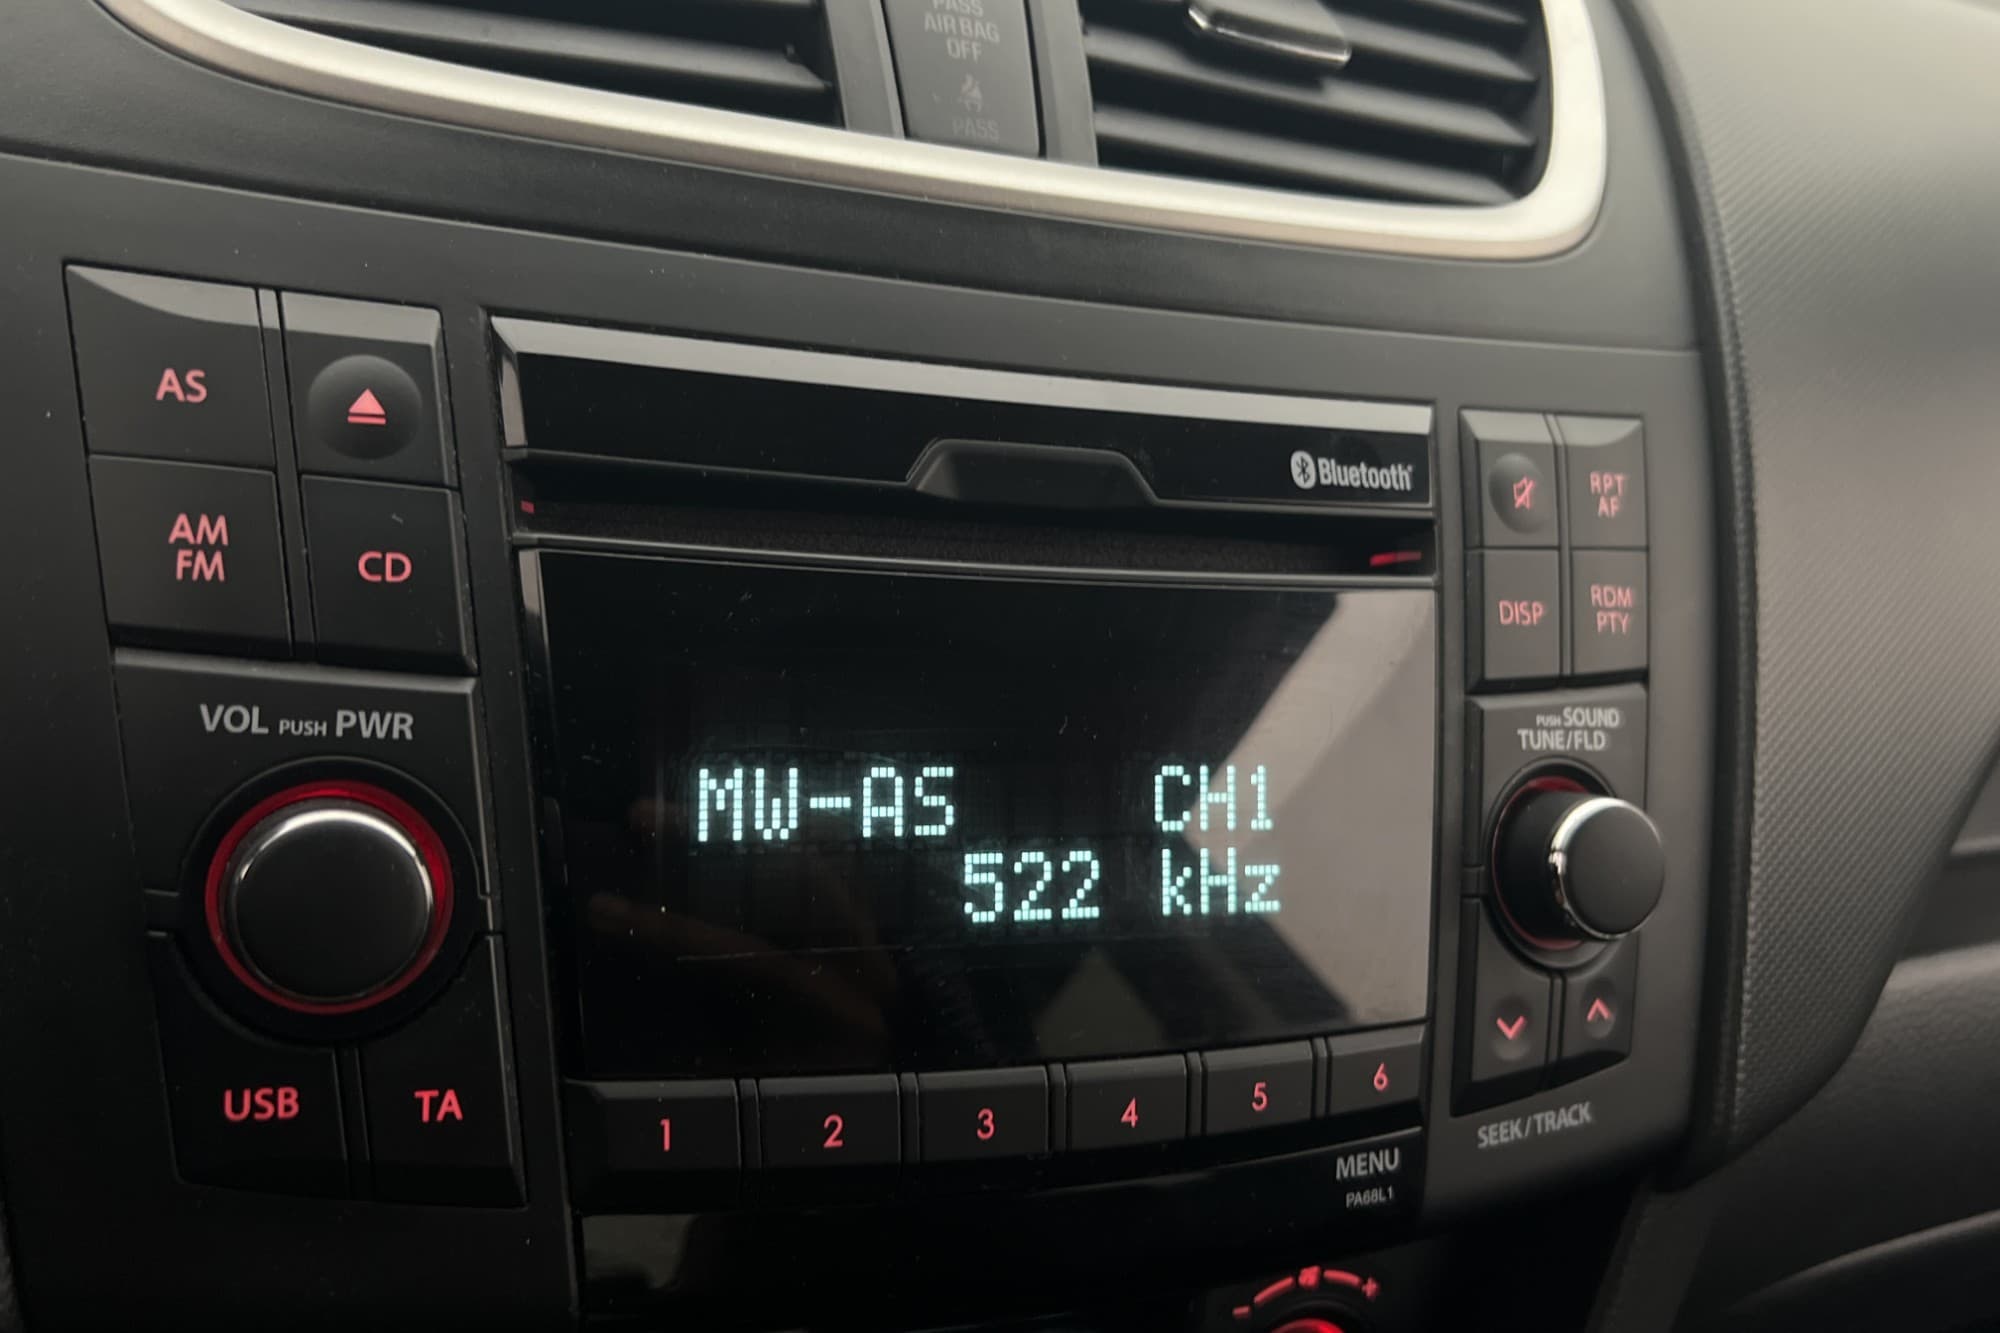 PASS
AIR BAG
OFF
PASS
AS
AM
FM
CD
VOL PUSH PWR
USB
TA
Bluetooth
MW-AS CH1
522 kHz
1 2 3 4 5 6
MENU
PA68L1
RPT
AF
DISP
RDM
PTY
PUSH SOUND
TUNE/FLD
SEEK/TRACK